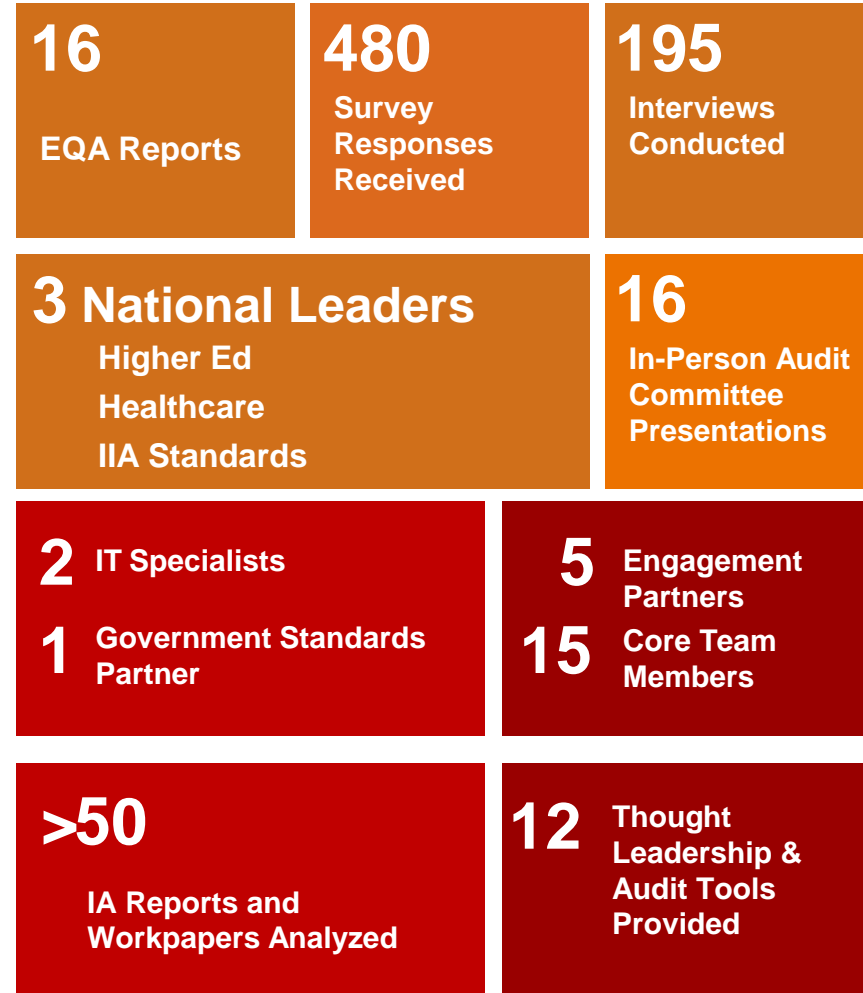 16
EQA Reports
480
Survey
Responses
Received
195
Interviews
Conducted
3 National Leaders
Higher Ed
Healthcare
IIA Standards
16
In-Person Audit
Committee
Presentations
2 IT Specialists
1 Government Standards
Partner
5 Engagement
Partners
15 Core Team
Members
>50
IA Reports and
Workpapers Analyzed
12 Thought
Leadership &
Audit Tools
Provided